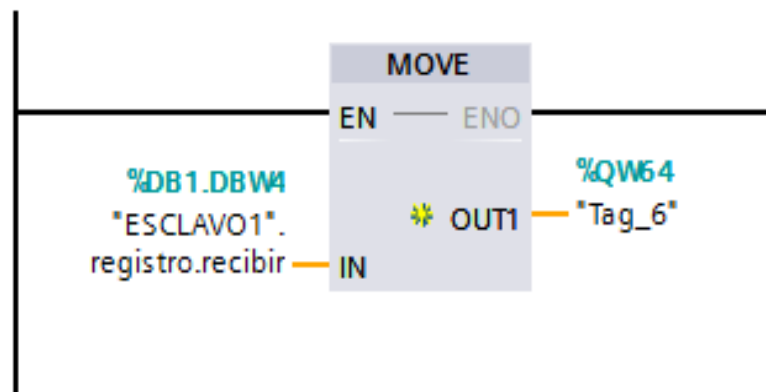 MOVE
EN
ENO
%DB1.DBW4
"ESCLAVO1".
registro.recibir
IN
OUT1
%QW64
"Tag_6"